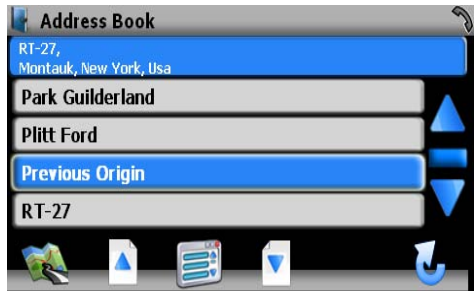 Address Book
RT-27,
Montauk, New York, Usa
Park Guilderland
Plitt Ford
Previous Origin
RT-27